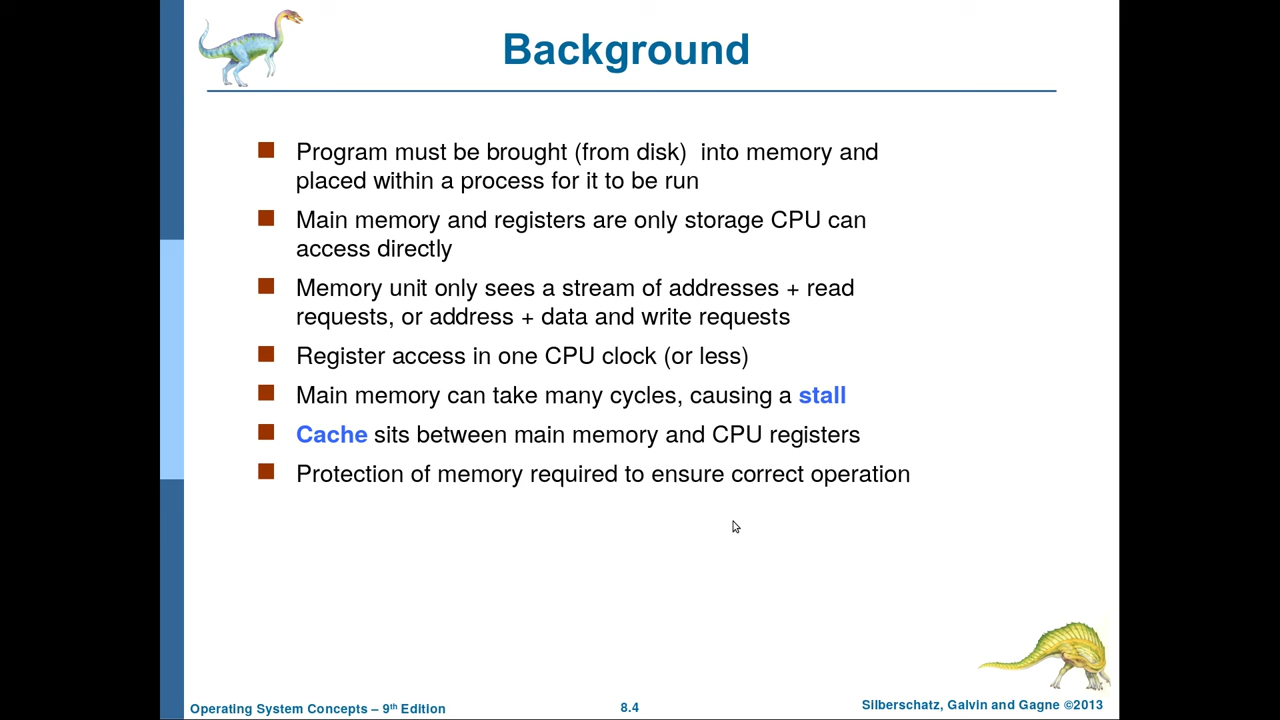 Background
Program must be brought (from disk)  into memory and
placed within a process for it to be run
Main memory and registers are only storage CPU can
access directly
Memory unit only sees a stream of addresses + read
requests, or address + data and write requests
Register access in one CPU clock (or less)
Main memory can take many cycles, causing a stall
Cache sits between main memory and CPU registers
Protection of memory required to ensure correct operation
Operating System Concepts – 9th Edition
8.4
Silberschatz, Galvin and Gagne ©2013